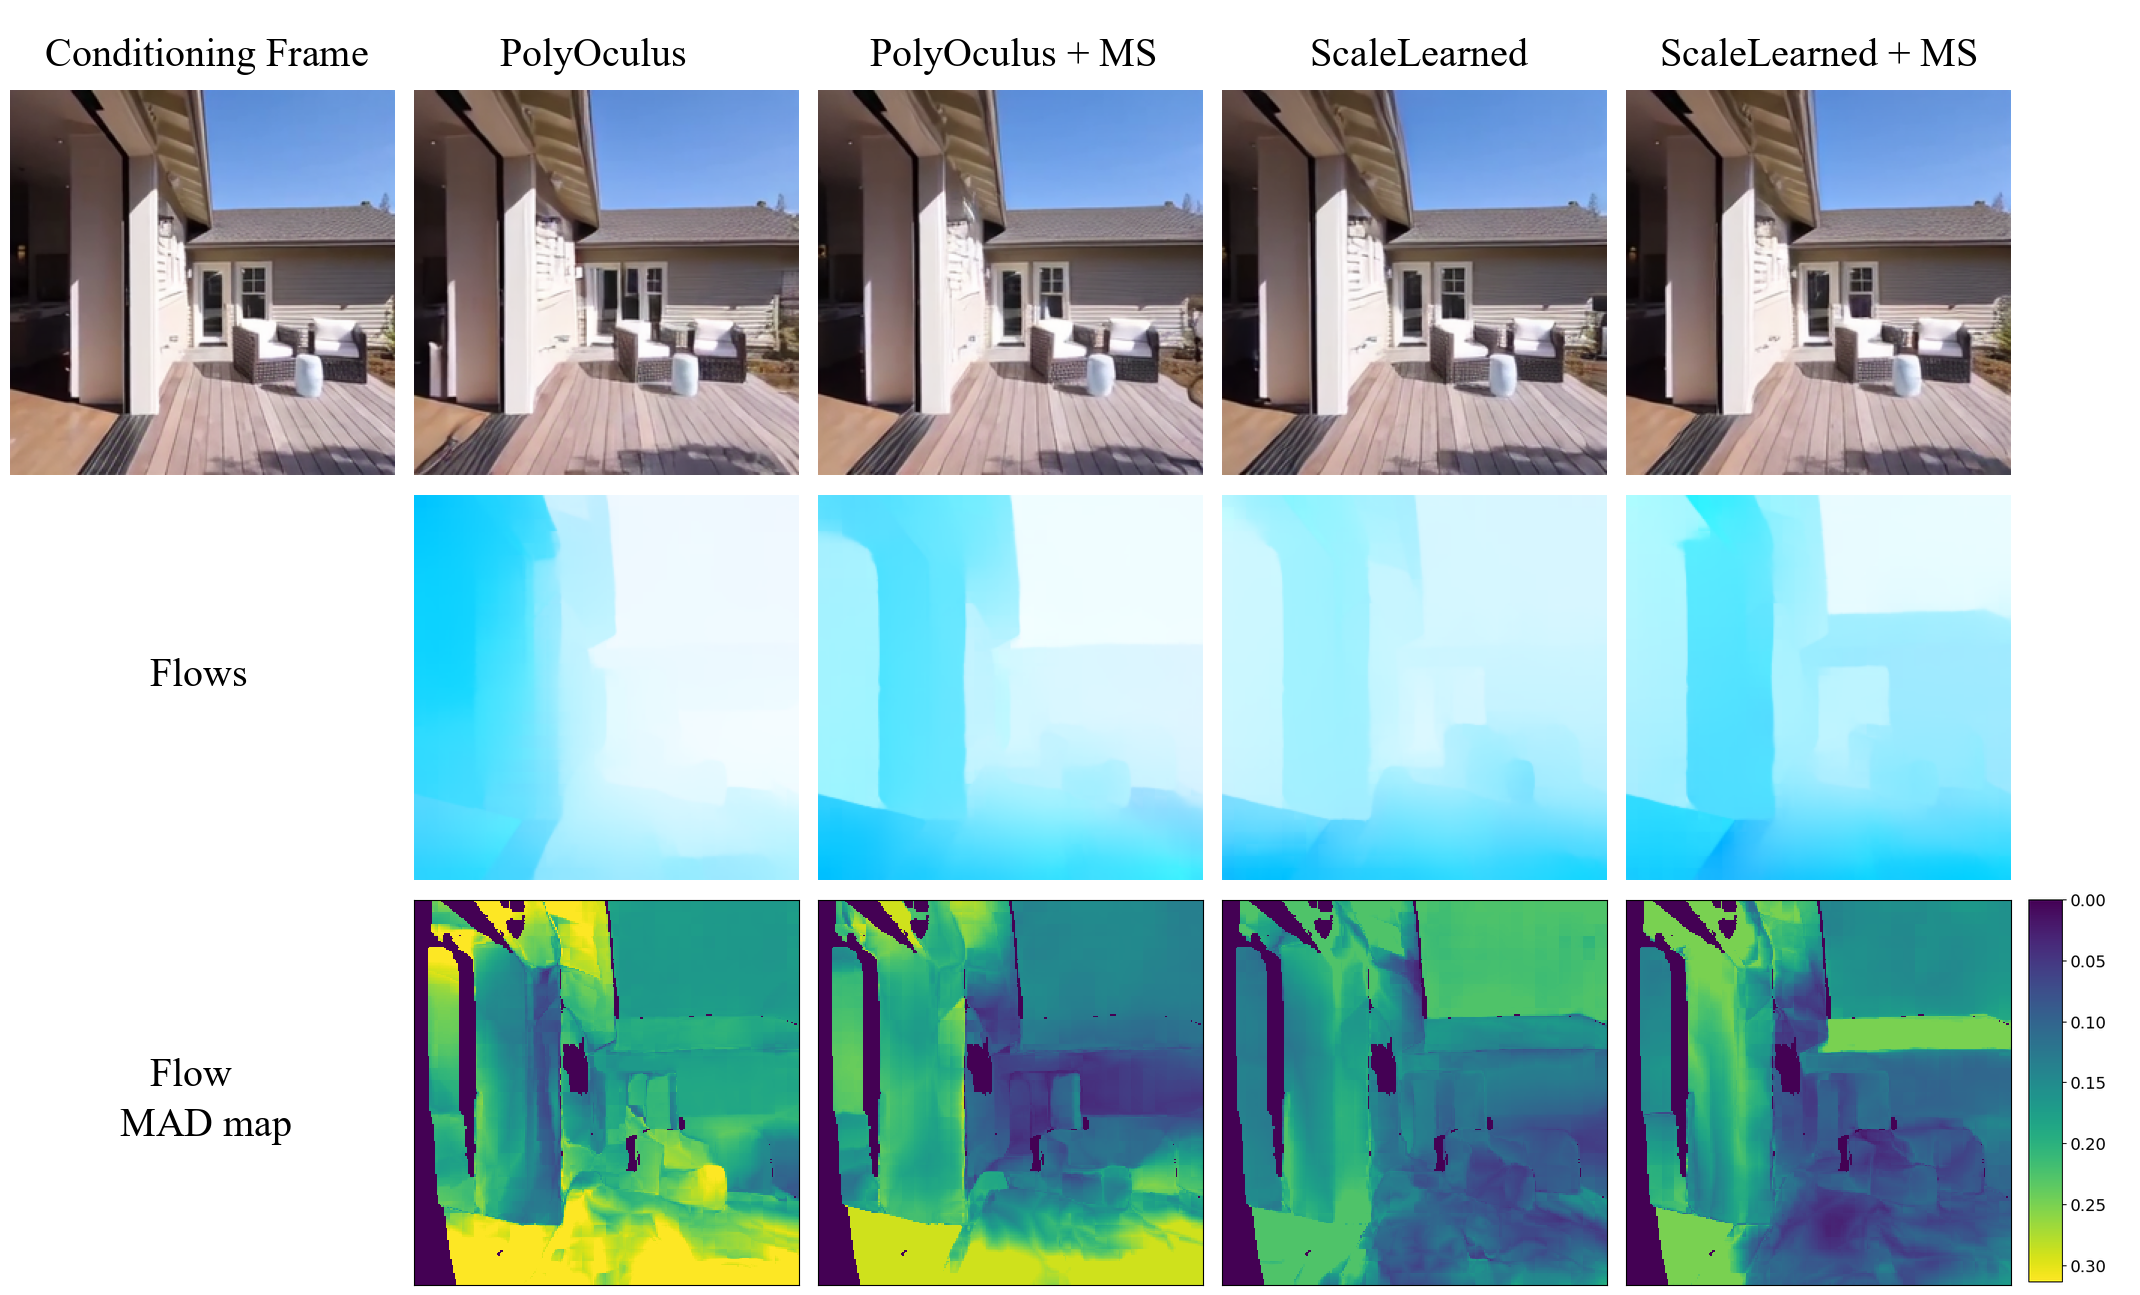 Conditioning Frame
PolyOculus
PolyOculus + MS
ScaleLearned
ScaleLearned + MS
Flows
Flow
MAD map
0.00
0.05
0.10
0.15
0.20
0.25
0.30